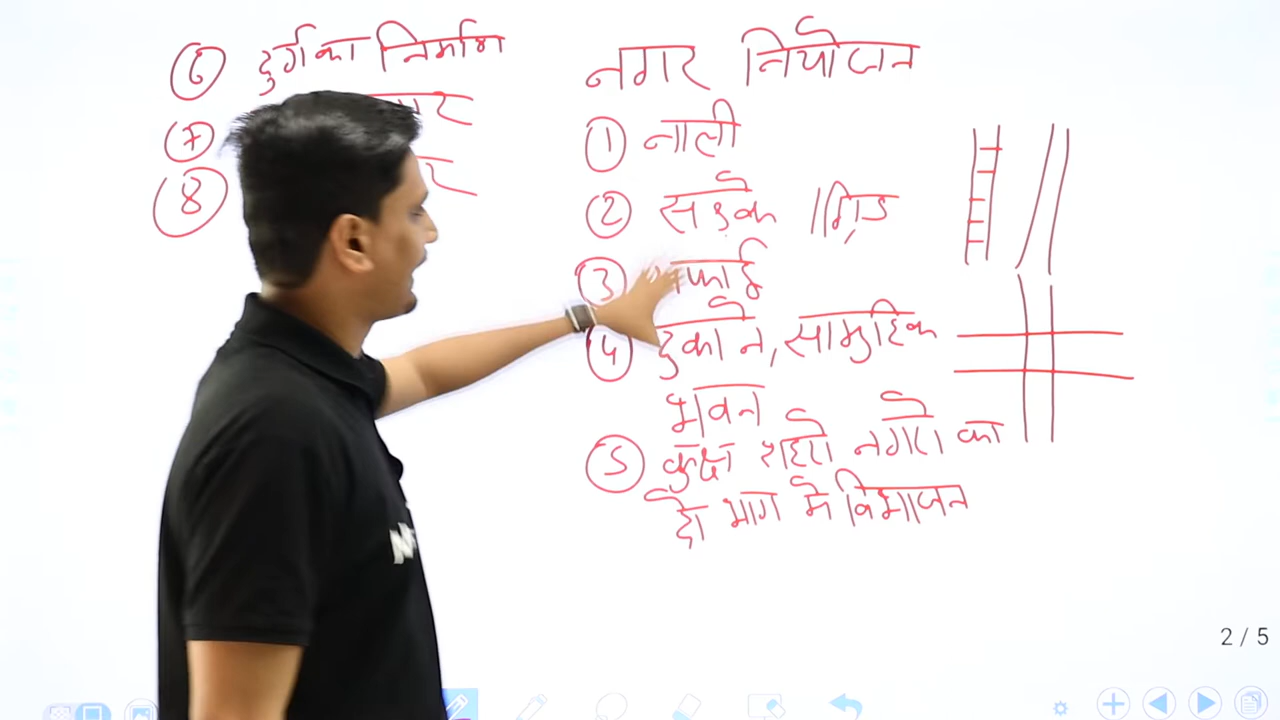 ⑥ दुर्ग का निर्माण
⑦
⑧
नगर नियोजन
① नाली
② सड़के / ग्रिड
③ सफाई
④ दुकाने, सामुहिक
भवन
⑤ कुछ शहरो नगरो का
दो भाग मे विभाजन
2 / 5